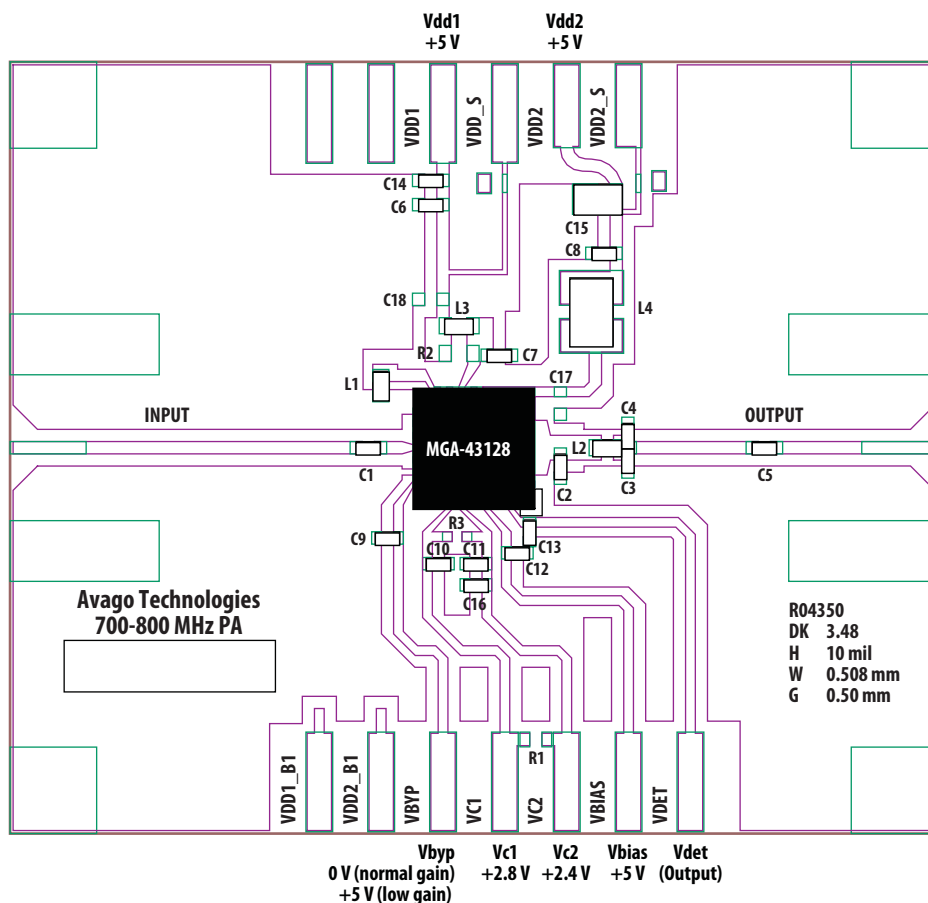 Vdd1
+5 V
Vdd2
+5 V
VDD1
VDD_S
VDD2
VDD2_S
C14
C6
C15
C8
C18
L3
L4
R2
C7
L1
C17
INPUT
C4
OUTPUT
MGA-43128
L2
C1
C2
C3
C5
R3
C9
C10
C11
C13
C12
C16
Avago Technologies
700-800 MHz PA
R04350
DK 3.48
H 10 mil
W 0.508 mm
G 0.50 mm
R1
VDD1_B1
VDD2_B1
VBYP
VC1
VC2
VBIAS
VDET
Vbyp
0 V (normal gain)
+5 V (low gain)
Vc1
+2.8 V
Vc2
+2.4 V
Vbias
+5 V
Vdet
(Output)